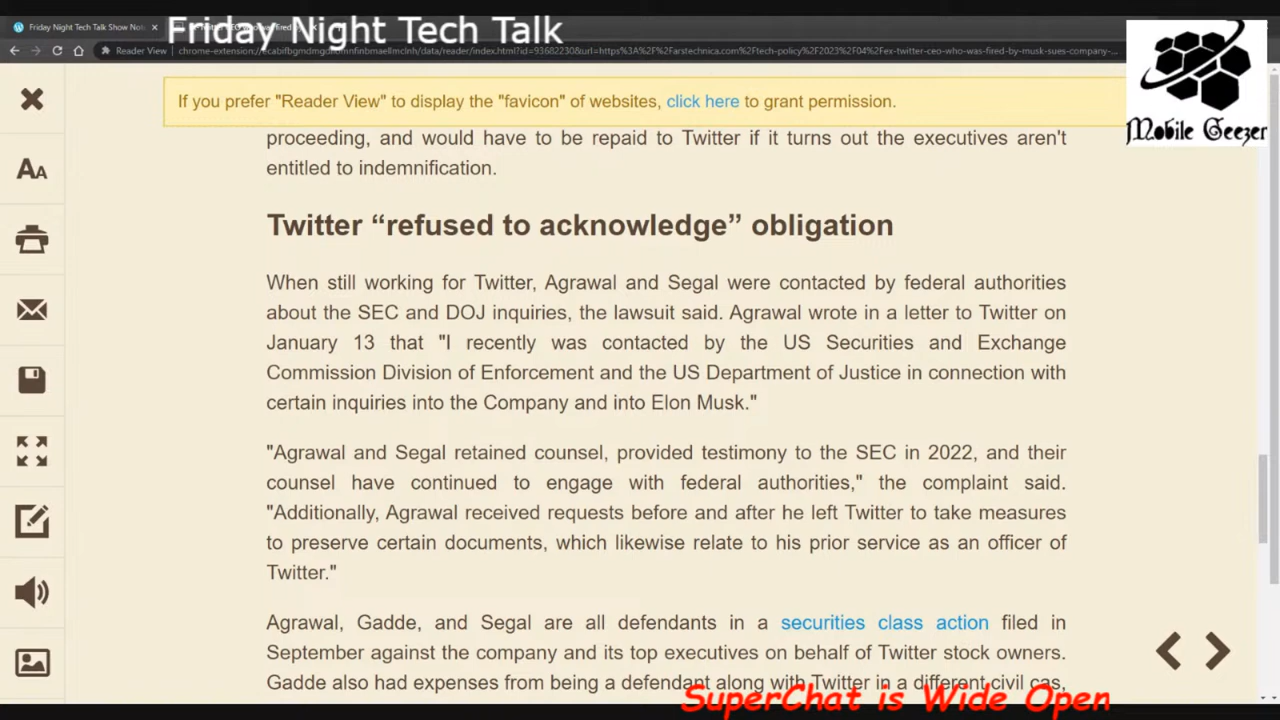 Friday Night Tech Talk Show No
Friday Night Tech Talk
Reader View
If you prefer "Reader View" to display the "favicon" of websites, click here to grant permission.
Mobile Geezer
proceeding, and would have to be repaid to Twitter if it turns out the executives aren't
entitled to indemnification.
Twitter “refused to acknowledge” obligation
When still working for Twitter, Agrawal and Segal were contacted by federal authorities
about the SEC and DOJ inquiries, the lawsuit said. Agrawal wrote in a letter to Twitter on
January 13 that "I recently was contacted by the US Securities and Exchange
Commission Division of Enforcement and the US Department of Justice in connection with
certain inquiries into the Company and into Elon Musk."
"Agrawal and Segal retained counsel, provided testimony to the SEC in 2022, and their
counsel have continued to engage with federal authorities," the complaint said.
"Additionally, Agrawal received requests before and after he left Twitter to take measures
to preserve certain documents, which likewise relate to his prior service as an officer of
Twitter."
Agrawal, Gadde, and Segal are all defendants in a securities class action filed in
September against the company and its top executives on behalf of Twitter stock owners.
Gadde also had expenses from being a defendant along with Twitter in a different civil cas,
SuperChat is Wide Open